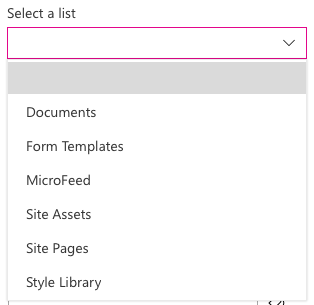 Select a list
Documents
Form Templates
MicroFeed
Site Assets
Site Pages
Style Library